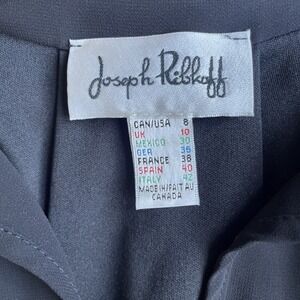 Joseph Ribkoff
CAN/USA 8
UK 10
MEXICO 30
GER 36
FRANCE 38
SPAIN 40
ITALY 42
MADE IN/FAIT AU
CANADA